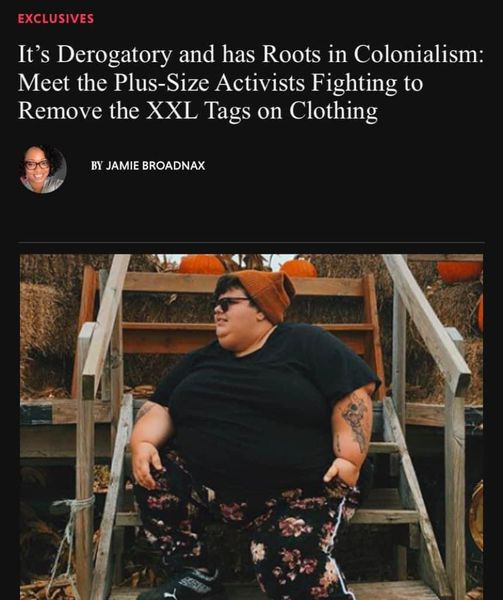 EXCLUSIVES
It's Derogatory and has Roots in Colonialism:
Meet the Plus-Size Activists Fighting to
Remove the XXL Tags on Clothing
BY JAMIE BROADNAX